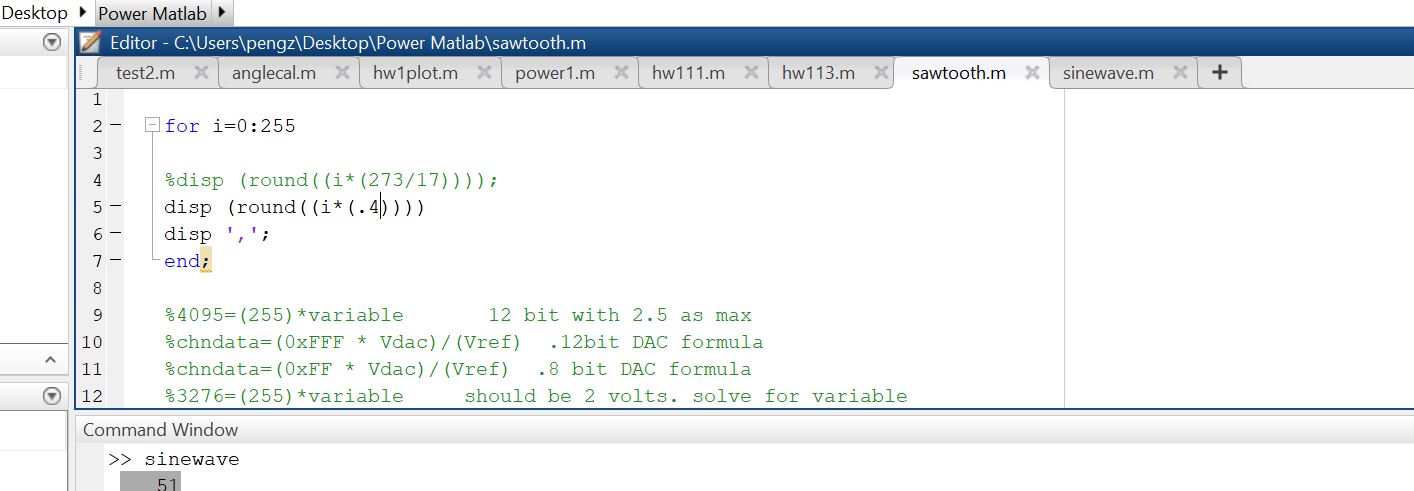 Desktop Power Matlab
Editor - C:\Users\pengz\Desktop\Power Matlab\sawtooth.m
test2.m anglecal.m hw1plot.m power1.m hw111.m hw113.m sawtooth.m sinewave.m +
1
2 for i=0:255
3
4 %disp (round((i*(273/17))));
5 disp (round((i*(.4))))
6 disp ',';
7 end;
8
9 %4095=(255)*variable 12 bit with 2.5 as max
10 %chndata=(0xFFF * Vdac)/(Vref) .12bit DAC formula
11 %chndata=(0xFF * Vdac)/(Vref) .8 bit DAC formula
12 %3276=(255)*variable should be 2 volts. solve for variable
Command Window
>> sinewave
51